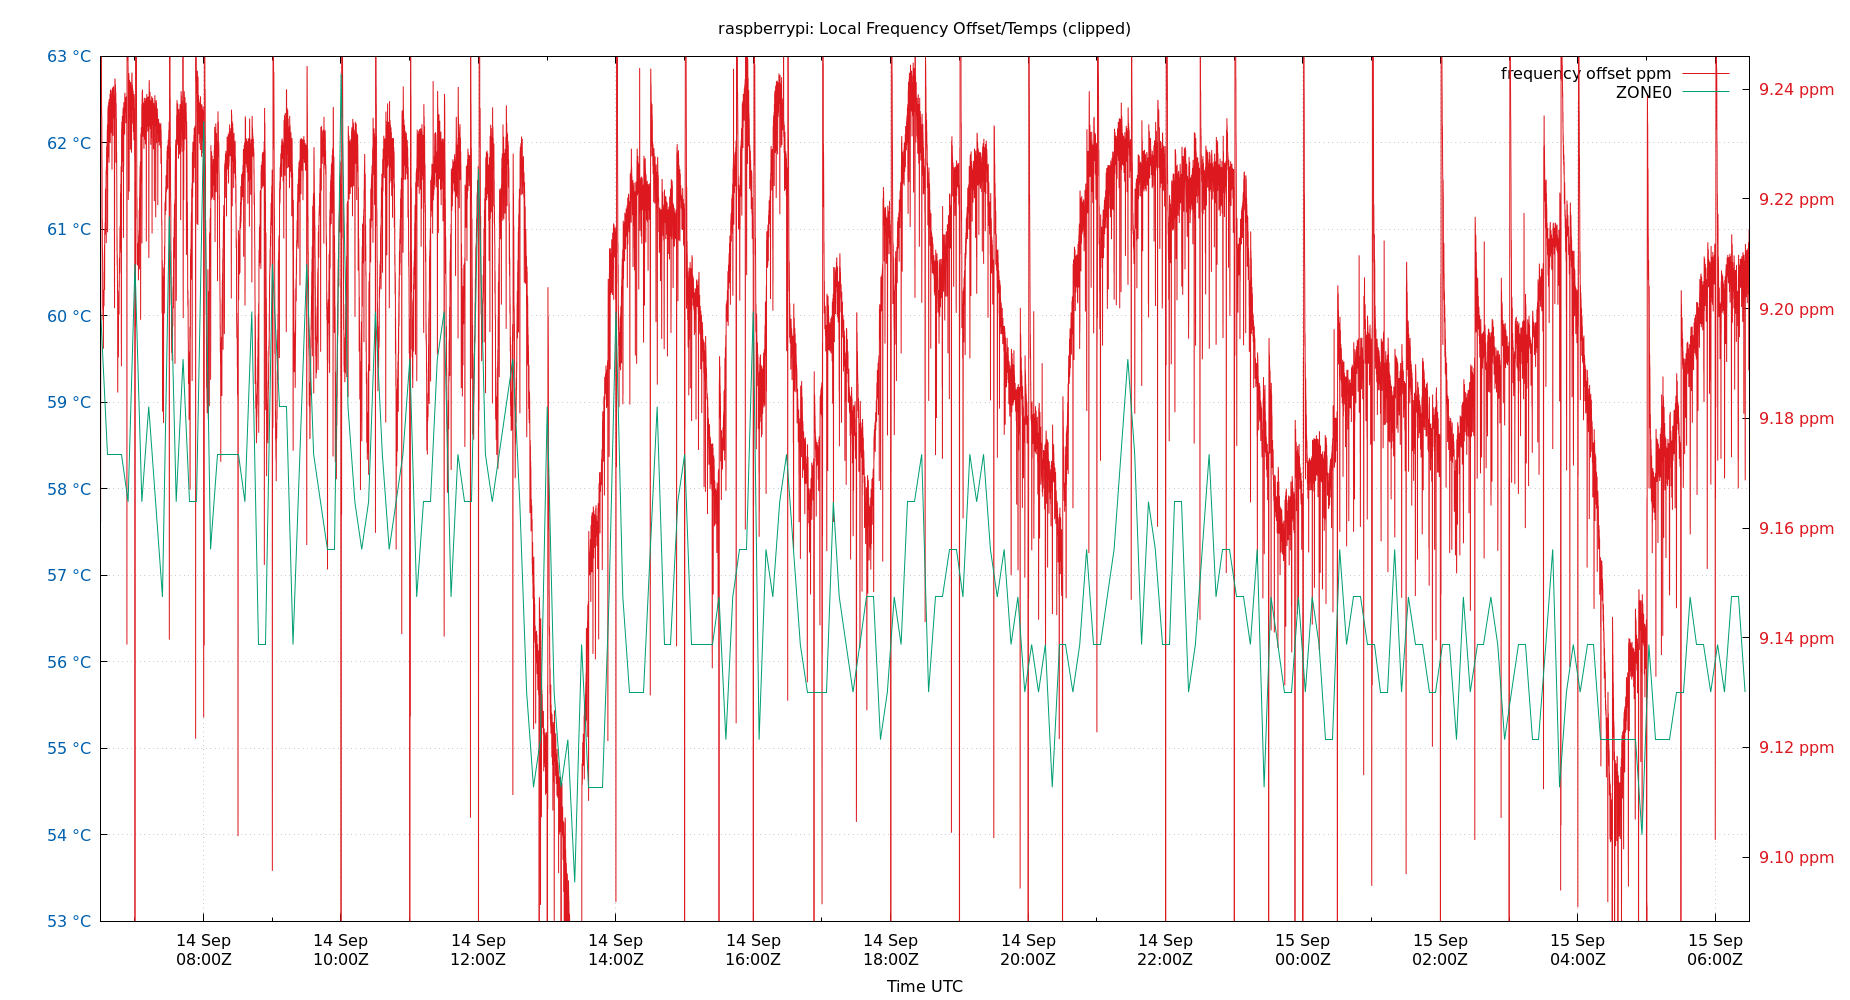 raspberrypi: Local Frequency Offset/Temps (clipped)
63 °C
62 °C
61 °C
60 °C
59 °C
58 °C
57 °C
56 °C
55 °C
54 °C
53 °C
frequency offset ppm
ZONE0
9.24 ppm
9.22 ppm
9.20 ppm
9.18 ppm
9.16 ppm
9.14 ppm
9.12 ppm
9.10 ppm
14 Sep 14 Sep 14 Sep 14 Sep 14 Sep 14 Sep 14 Sep 14 Sep 15 Sep 15 Sep 15 Sep 15 Sep
08:00Z 10:00Z 12:00Z 14:00Z 16:00Z 18:00Z 20:00Z 22:00Z 00:00Z 02:00Z 04:00Z 06:00Z
Time UTC